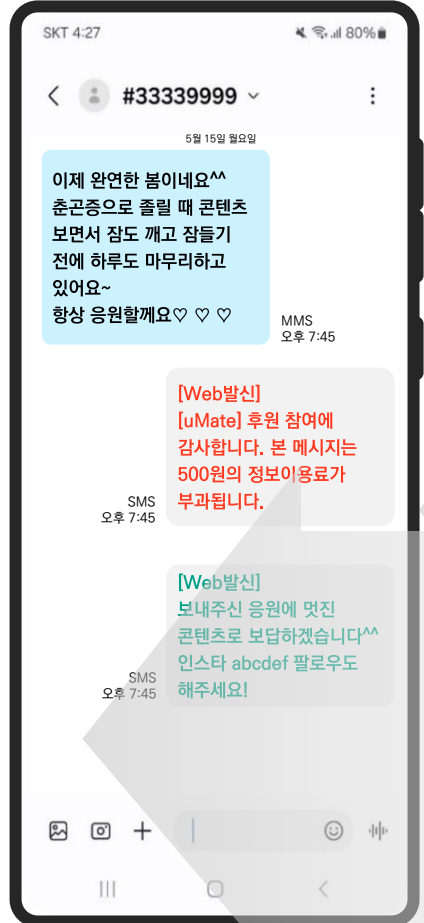 SKT 4:27
80%
#33339999
5월 15일 월요일
이제 완연한 봄이네요^^
춘곤증으로 졸릴 때 콘텐츠
보면서 잠도 깨고 잠들기
전에 하루도 마무리하고
있어요~
항상 응원할께요♡ ♡ ♡
MMS
오후 7:45
[Web발신]
[uMate] 후원 참여에
감사합니다. 본 메시지는
500원의 정보이용료가
부과됩니다.
SMS
오후 7:45
[Web발신]
보내주신 응원에 멋진
콘텐츠로 보답하겠습니다^^
인스타 abcdef 팔로우도
해주세요!
SMS
오후 7:45